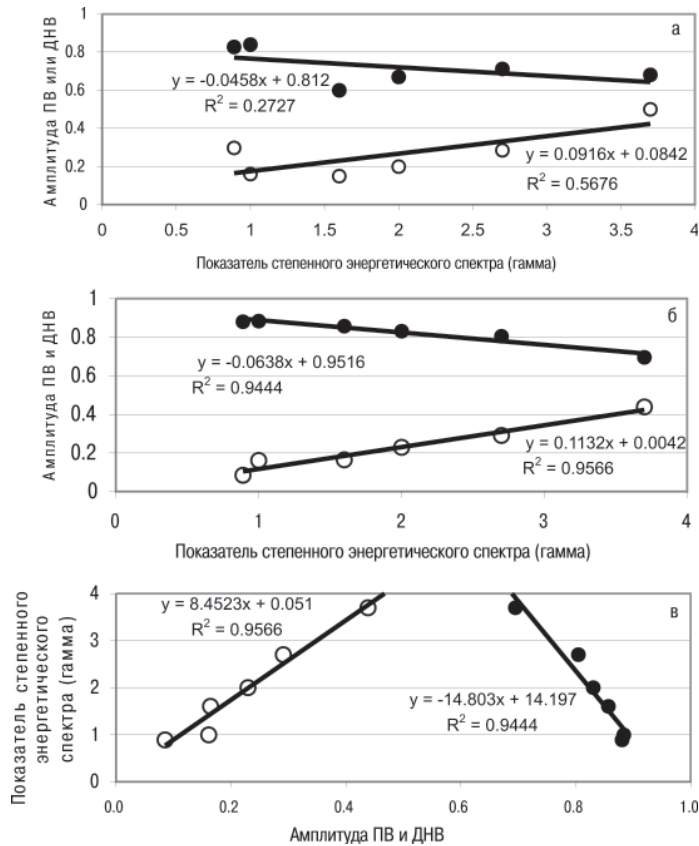 а
1
0.8
0.6
0.4
0.2
0
Амплитуда ПВ или ДНВ
y = -0.0458x + 0.812
R² = 0.2727
y = 0.0916x + 0.0842
R² = 0.5676
0 0.5 1 1.5 2 2.5 3 3.5 4
Показатель степенного энергетического спектра (гамма)
б
1
0.8
0.6
0.4
0.2
0
Амплитуда ПВ и ДНВ
y = -0.0638x + 0.9516
R² = 0.9444
y = 0.1132x + 0.0042
R² = 0.9566
0 1 2 3 4
Показатель степенного энергетического спектра (гамма)
в
4
3
2
1
0
Показатель степенного
энергетического
спектра (гамма)
y = 8.4523x + 0.051
R² = 0.9566
y = -14.803x + 14.197
R² = 0.9444
0.0 0.2 0.4 0.6 0.8 1.0
Амплитуда ПВ и ДНВ